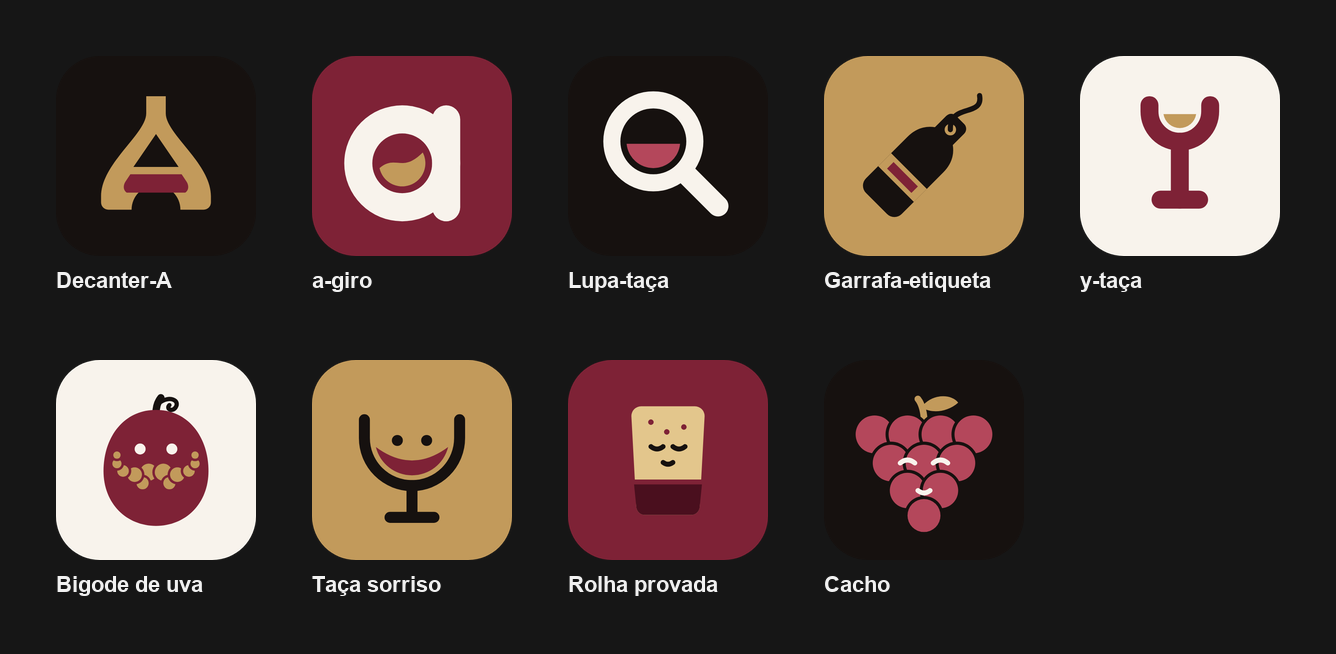 Decanter-A
a-giro
Lupa-taça
Garrafa-etiqueta
y-taça
Bigode de uva
Taça sorriso
Rolha provada
Cacho